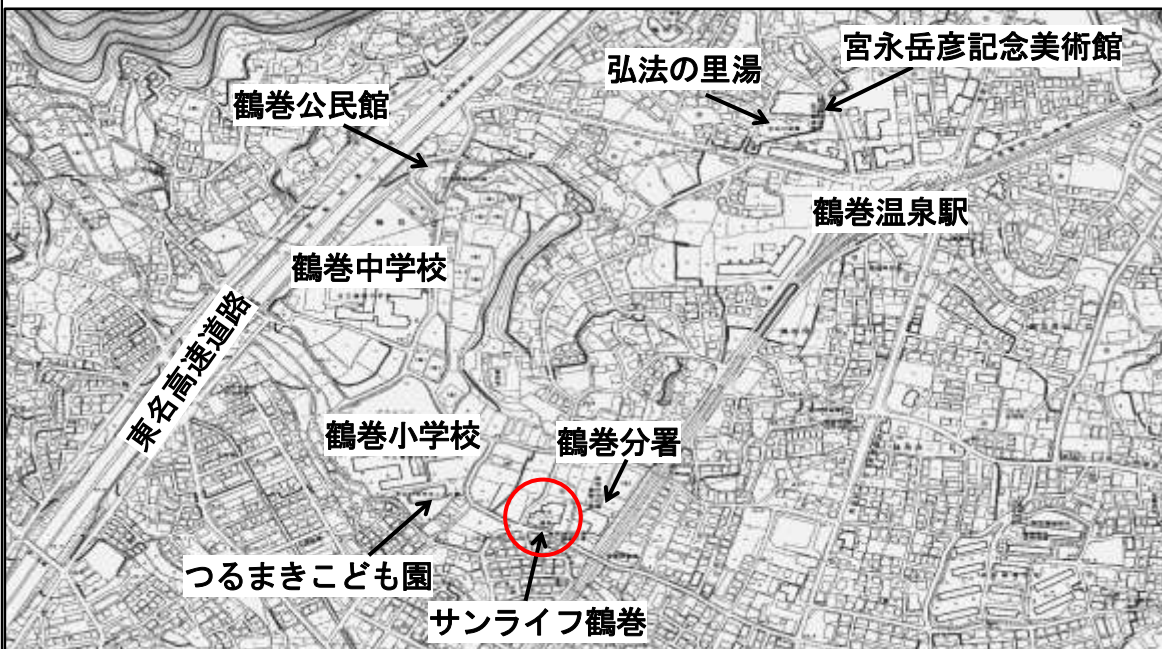 宮永岳彦記念美術館
弘法の里湯
鶴巻公民館
鶴巻温泉駅
鶴巻中学校
東名高速道路
鶴巻小学校
鶴巻分署
つるまきこども園
サンライフ鶴巻